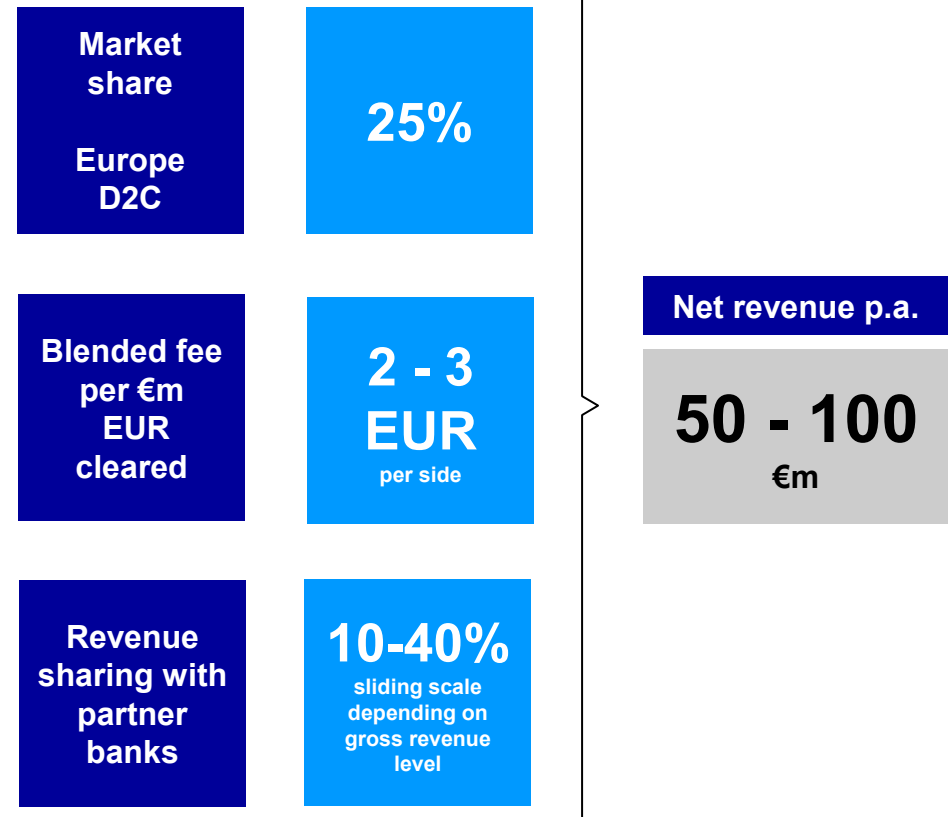 Market
share
Europe
D2C
25%
Blended fee
per €m
EUR
cleared
2 - 3
EUR
per side
Revenue
sharing with
partner
banks
10-40%
sliding scale
depending on
gross revenue
level
Net revenue p.a.
50 - 100
€m